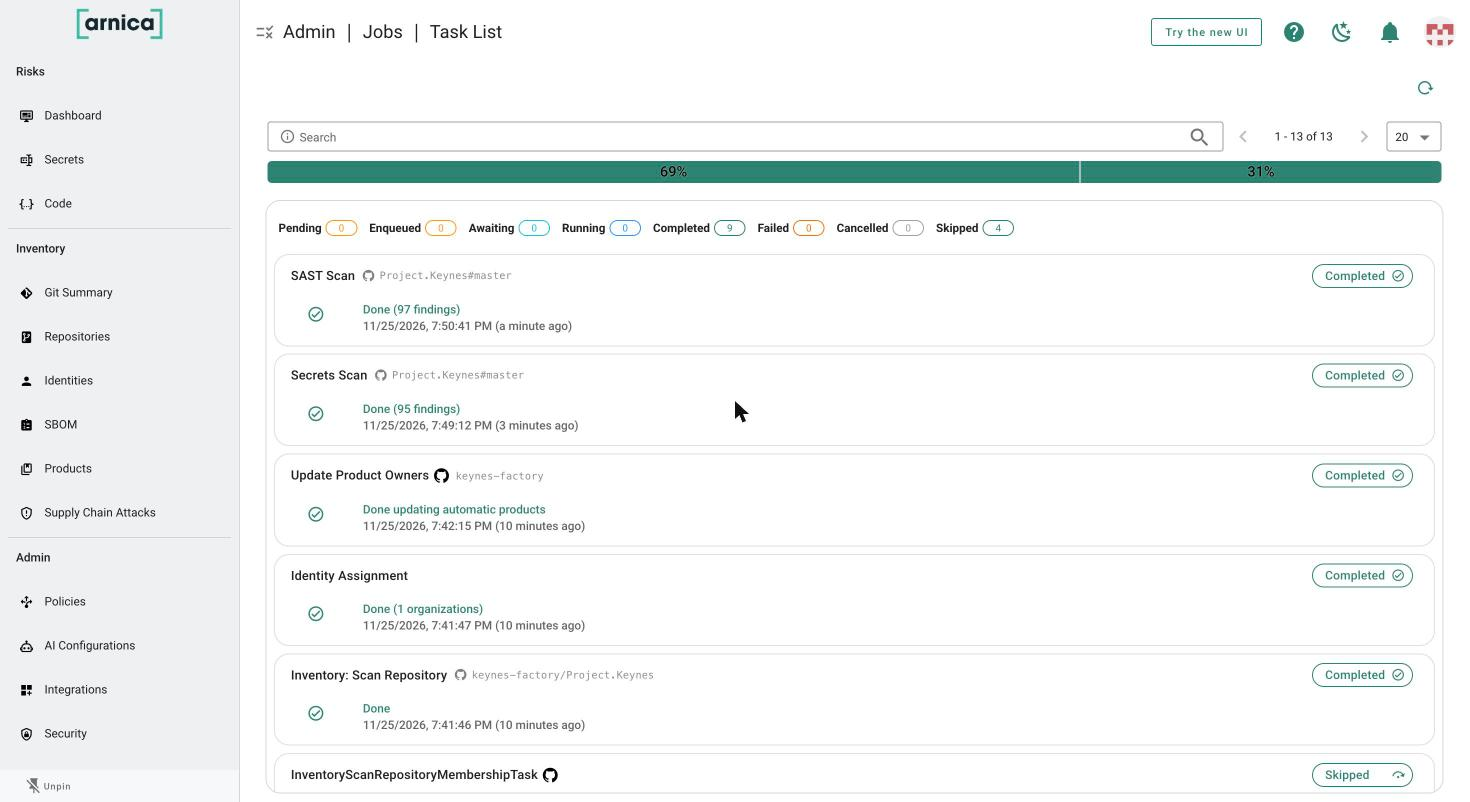 [arnica]
Risks
Dashboard
Secrets
Code
Inventory
Git Summary
Repositories
Identities
SBOM
Products
Supply Chain Attacks
Admin
Policies
AI Configurations
Integrations
Security
Unpin
Admin | Jobs | Task List
Try the new UI
Search
1 - 13 of 13
20
69% 31%
Pending 0 Enqueued 0 Awaiting 0 Running 0 Completed 9 Failed 0 Cancelled 0 Skipped 4
SAST Scan Project.Keynes#master Completed
Done (97 findings)
11/25/2026, 7:50:41 PM (a minute ago)
Secrets Scan Project.Keynes#master Completed
Done (95 findings)
11/25/2026, 7:49:12 PM (3 minutes ago)
Update Product Owners keynes-factory Completed
Done updating automatic products
11/25/2026, 7:42:15 PM (10 minutes ago)
Identity Assignment Completed
Done (1 organizations)
11/25/2026, 7:41:47 PM (10 minutes ago)
Inventory: Scan Repository keynes-factory/Project.Keynes Completed
Done
11/25/2026, 7:41:46 PM (10 minutes ago)
InventoryScanRepositoryMembershipTask Skipped